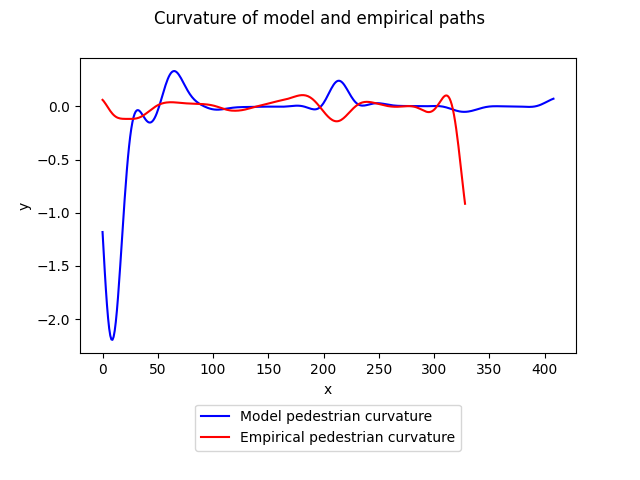 Curvature of model and empirical paths
0.0
−0.5
−1.0
−1.5
−2.0
y
0 50 100 150 200 250 300 350 400
x
Model pedestrian curvature
Empirical pedestrian curvature